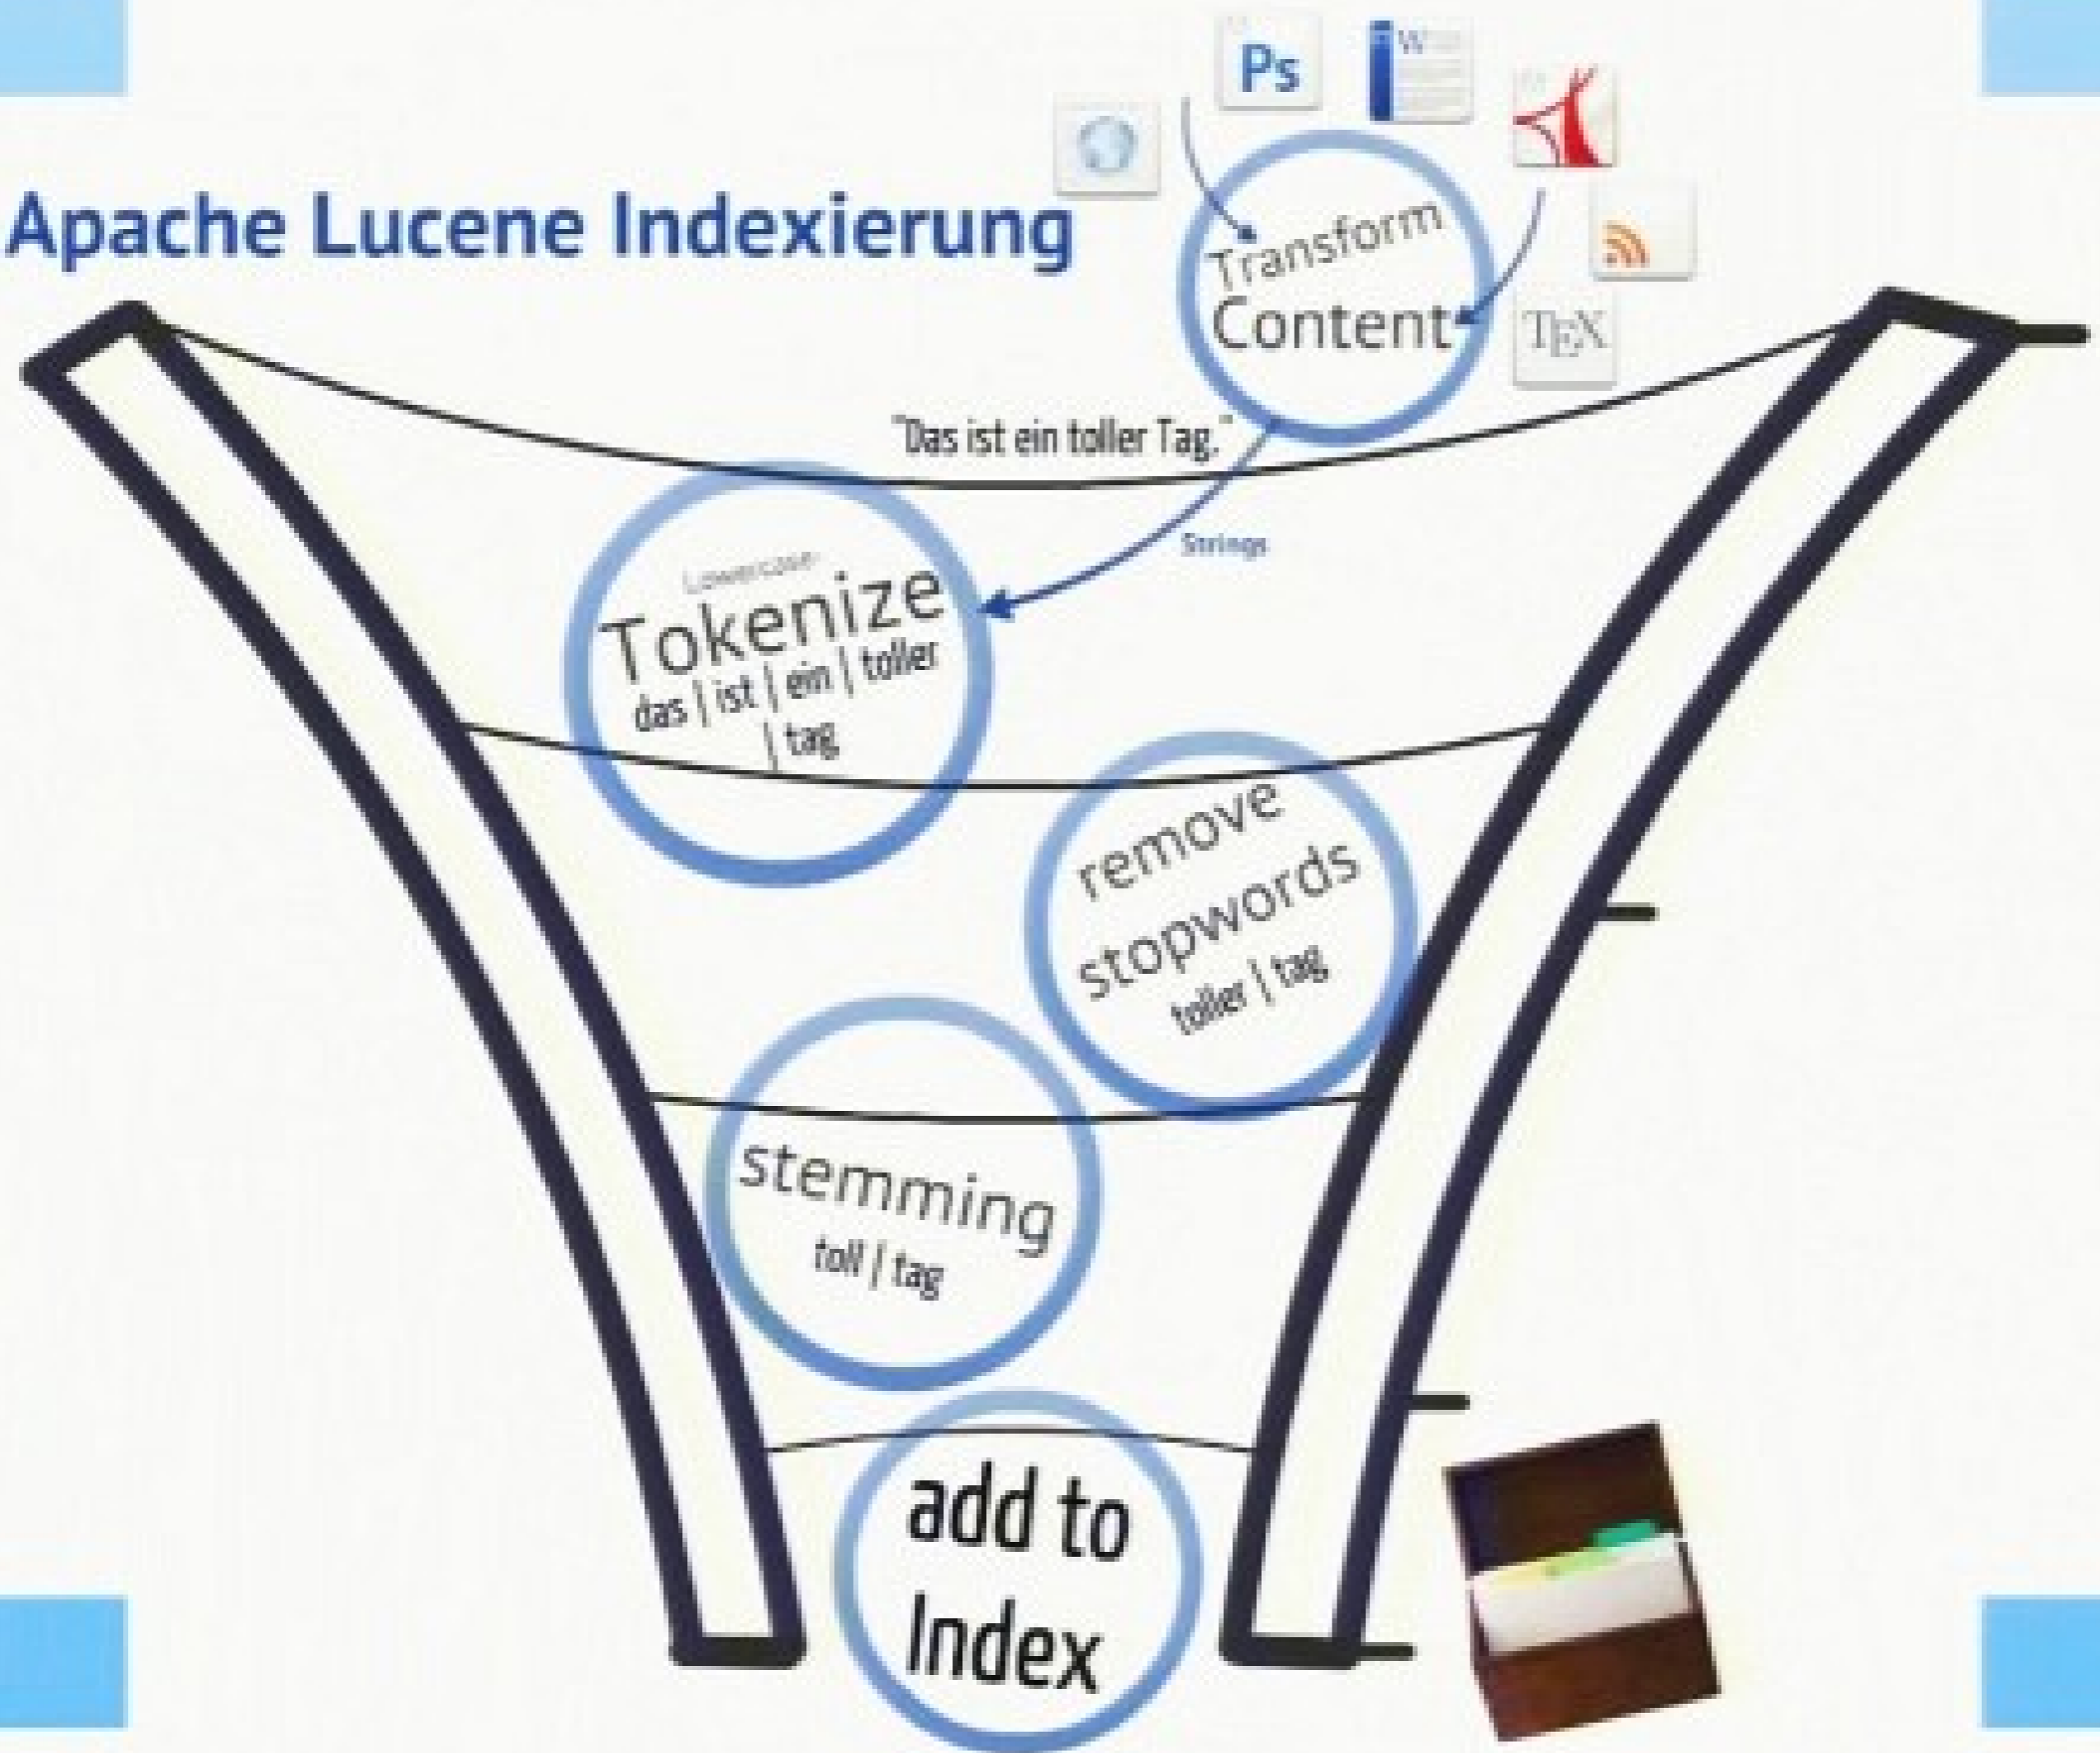 Ps
W
Apache Lucene Indexierung
Transform
Content
TEX
"Das ist ein toller Tag."
Strings
Lowercase-
Tokenize
das | ist | ein | toller
| tag
remove
stopwords
toller | tag
stemming
toll | tag
add to
Index